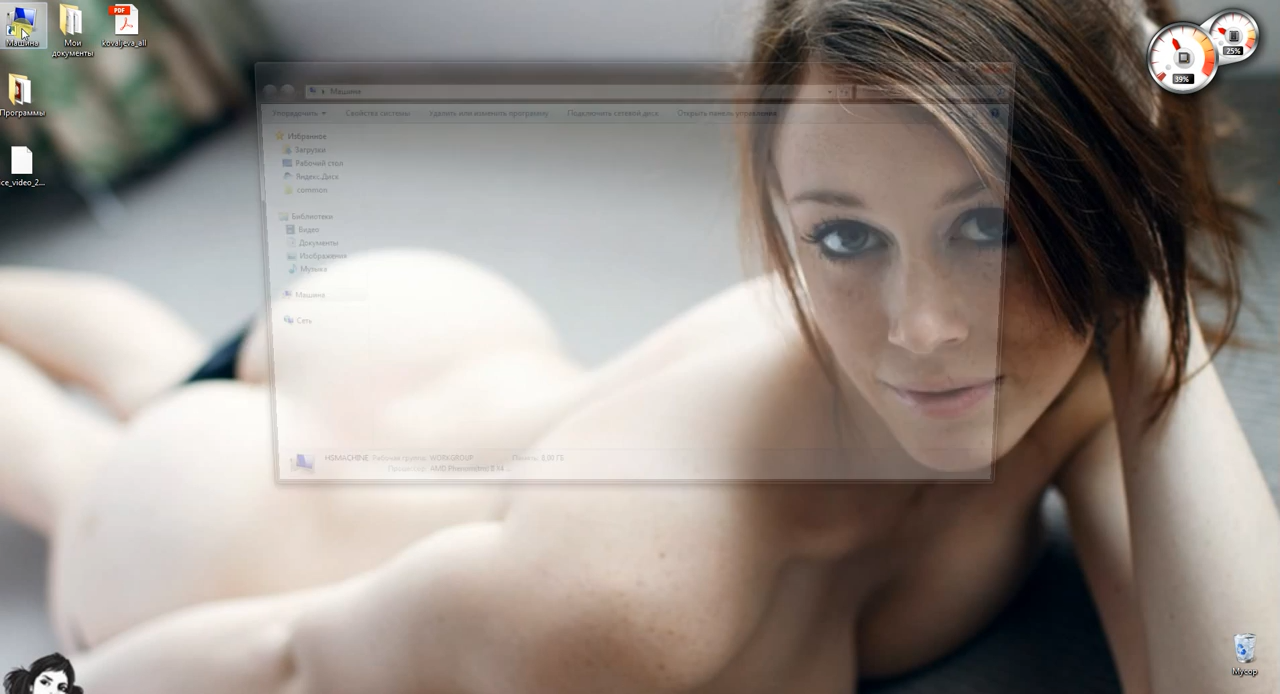 Машина
Мои
документы
PDF
kovaljeva_all
Программы
ce_video_2...
39%
25%
Машина
Упорядочить
Свойства системы
Удалить или изменить программу
Подключить сетевой диск
Открыть панель управления
Избранное
Загрузки
Рабочий стол
Яндекс.Диск
common
Библиотеки
Видео
Документы
Изображения
Музыка
Машина
Сеть
HSMACHINE Рабочая группа: WORKGROUP Память: 8,00 ГБ
Процессор: AMD Phenom(tm) II X4 ...
Мусор